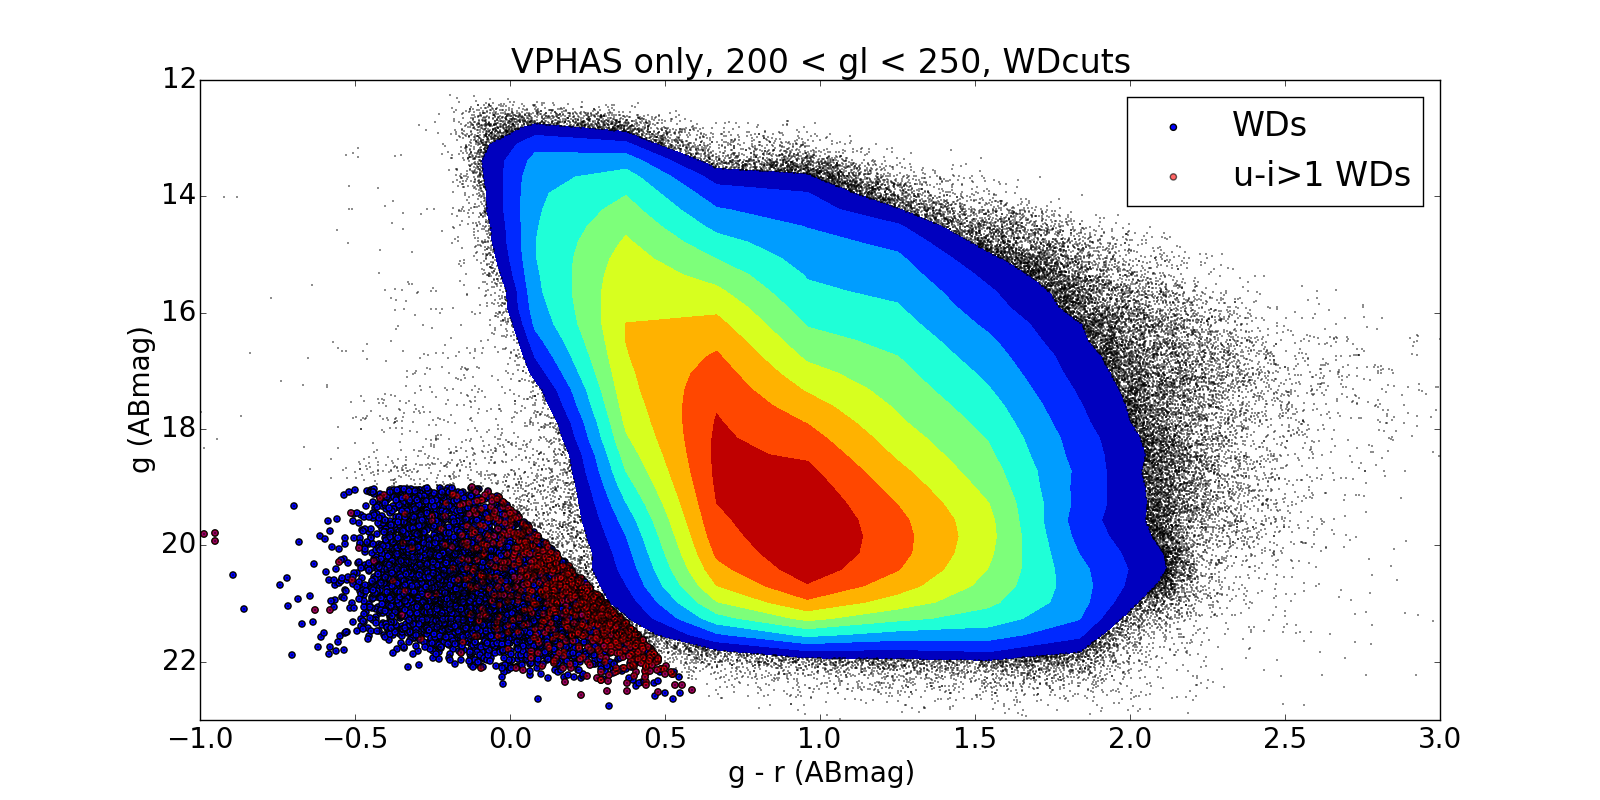 VPHAS only, 200 < gl < 250, WDcuts
WDs
u-i>1 WDs
12
14
16
18
20
22
g (ABmag)
−1.0 −0.5 0.0 0.5 1.0 1.5 2.0 2.5 3.0
g - r (ABmag)